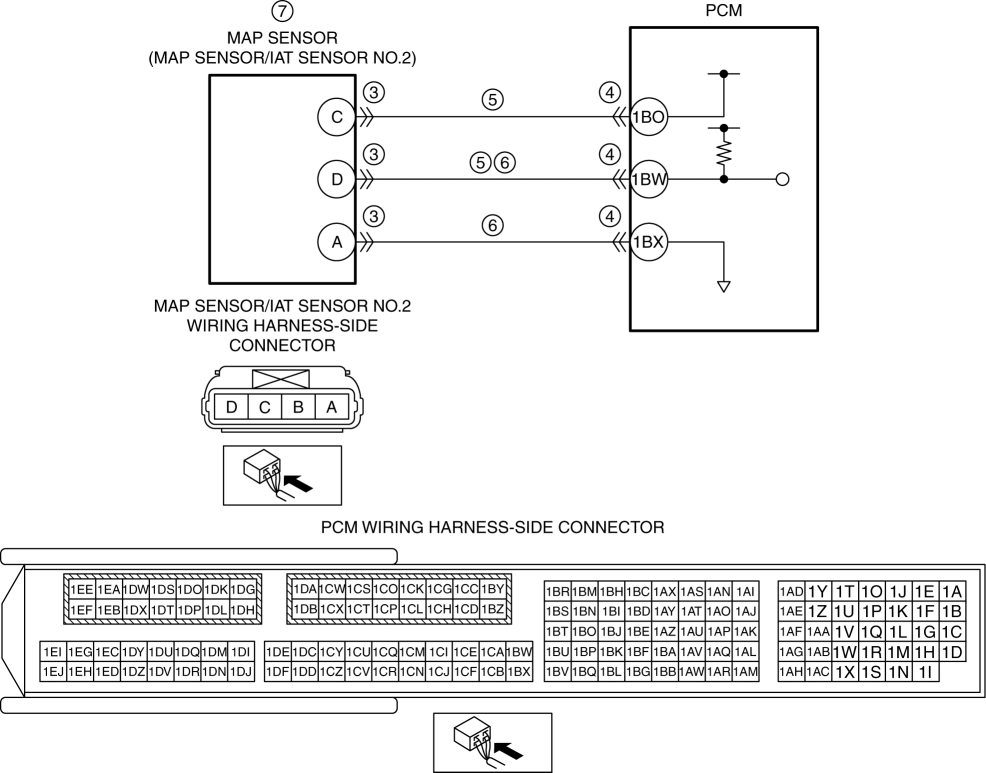 7
MAP SENSOR
(MAP SENSOR/IAT SENSOR NO.2)
PCM
C 3 5 4 1BO
D 3 5 6 4 1BW
A 3 6 4 1BX
MAP SENSOR/IAT SENSOR NO.2
WIRING HARNESS-SIDE
CONNECTOR
D C B A
PCM WIRING HARNESS-SIDE CONNECTOR
1EE 1EA 1DW 1DS 1DO 1DK 1DG
1EF 1EB 1DX 1DT 1DP 1DL 1DH
1EI 1EG 1EC 1DY 1DU 1DQ 1DM 1DI
1EJ 1EH 1ED 1DZ 1DV 1DR 1DN 1DJ
1DA 1CW 1CS 1CO 1CK 1CG 1CC 1BY
1DB 1CX 1CT 1CP 1CL 1CH 1CD 1BZ
1DE 1DC 1CY 1CU 1CQ 1CM 1CI 1CE 1CA 1BW
1DF 1DD 1CZ 1CV 1CR 1CN 1CJ 1CF 1CB 1BX
1BR 1BM 1BH 1BC 1AX 1AS 1AN 1AI
1BS 1BN 1BI 1BD 1AY 1AT 1AO 1AJ
1BT 1BO 1BJ 1BE 1AZ 1AU 1AP 1AK
1BU 1BP 1BK 1BF 1BA 1AV 1AQ 1AL
1BV 1BQ 1BL 1BG 1BB 1AW 1AR 1AM
1AD 1Y 1T 1O 1J 1E 1A
1AE 1Z 1U 1P 1K 1F 1B
1AF 1AA 1V 1Q 1L 1G 1C
1AG 1AB 1W 1R 1M 1H 1D
1AH 1AC 1X 1S 1N 1I